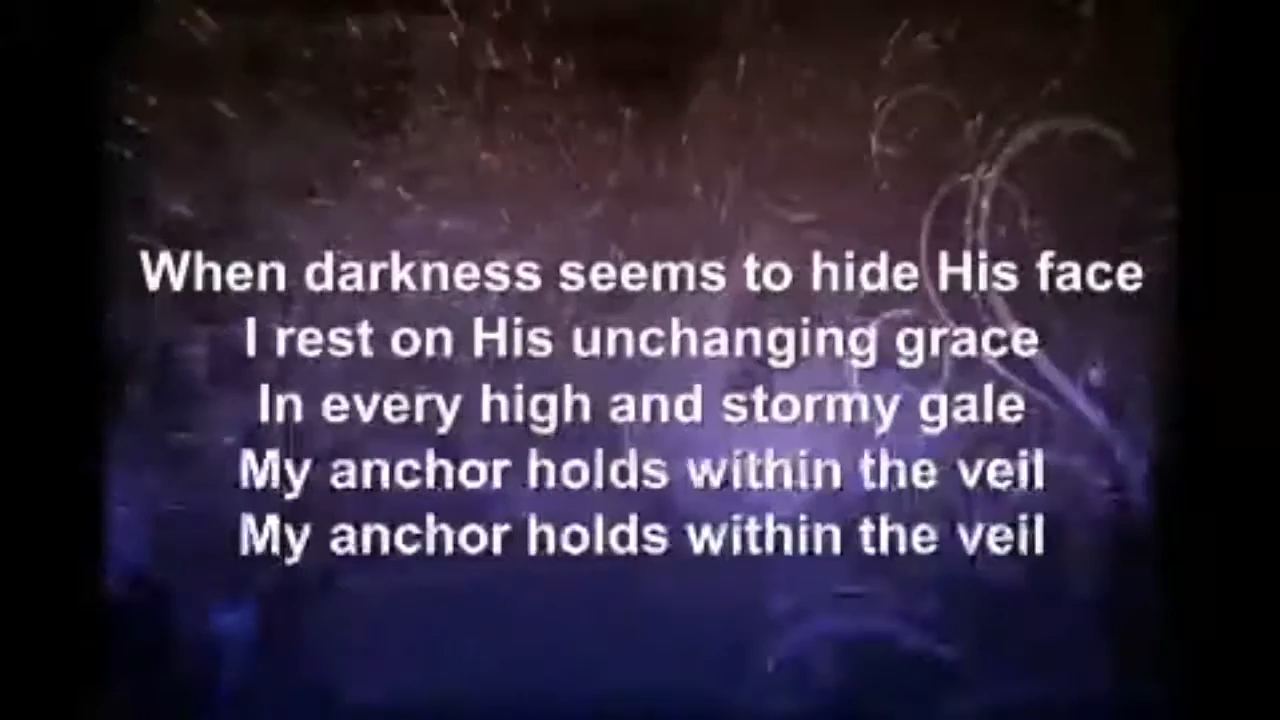 When darkness seems to hide His face
I rest on His unchanging grace
In every high and stormy gale
My anchor holds within the veil
My anchor holds within the veil